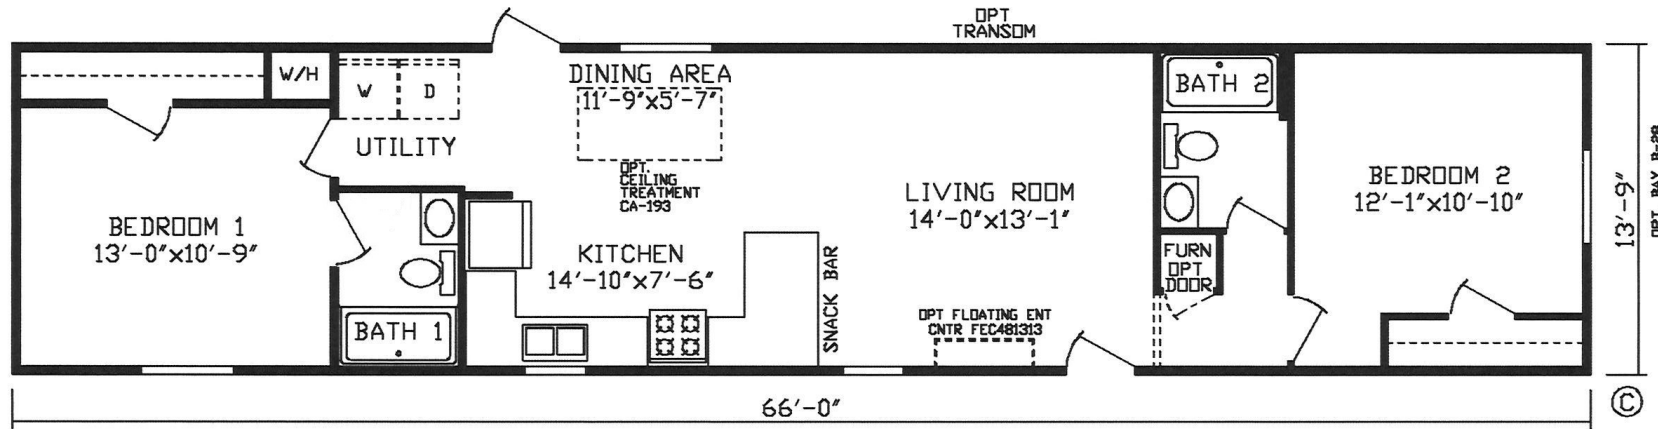 OPT
TRANSOM
W/H
W
D
DINING AREA
11'-9"x5'-7"
UTILITY
OPT.
CEILING
TREATMENT
CA-193
BEDROOM 1
13'-0"x10'-9"
KITCHEN
14'-10"x7'-6"
SNACK BAR
BATH 1
LIVING ROOM
14'-0"x13'-1"
OPT FLOATING ENT
CNTR FEC481313
BATH 2
FURN
OPT
DOOR
BEDROOM 2
12'-1"x10'-10"
13'-9"
OPT BAY
66'-0"
©